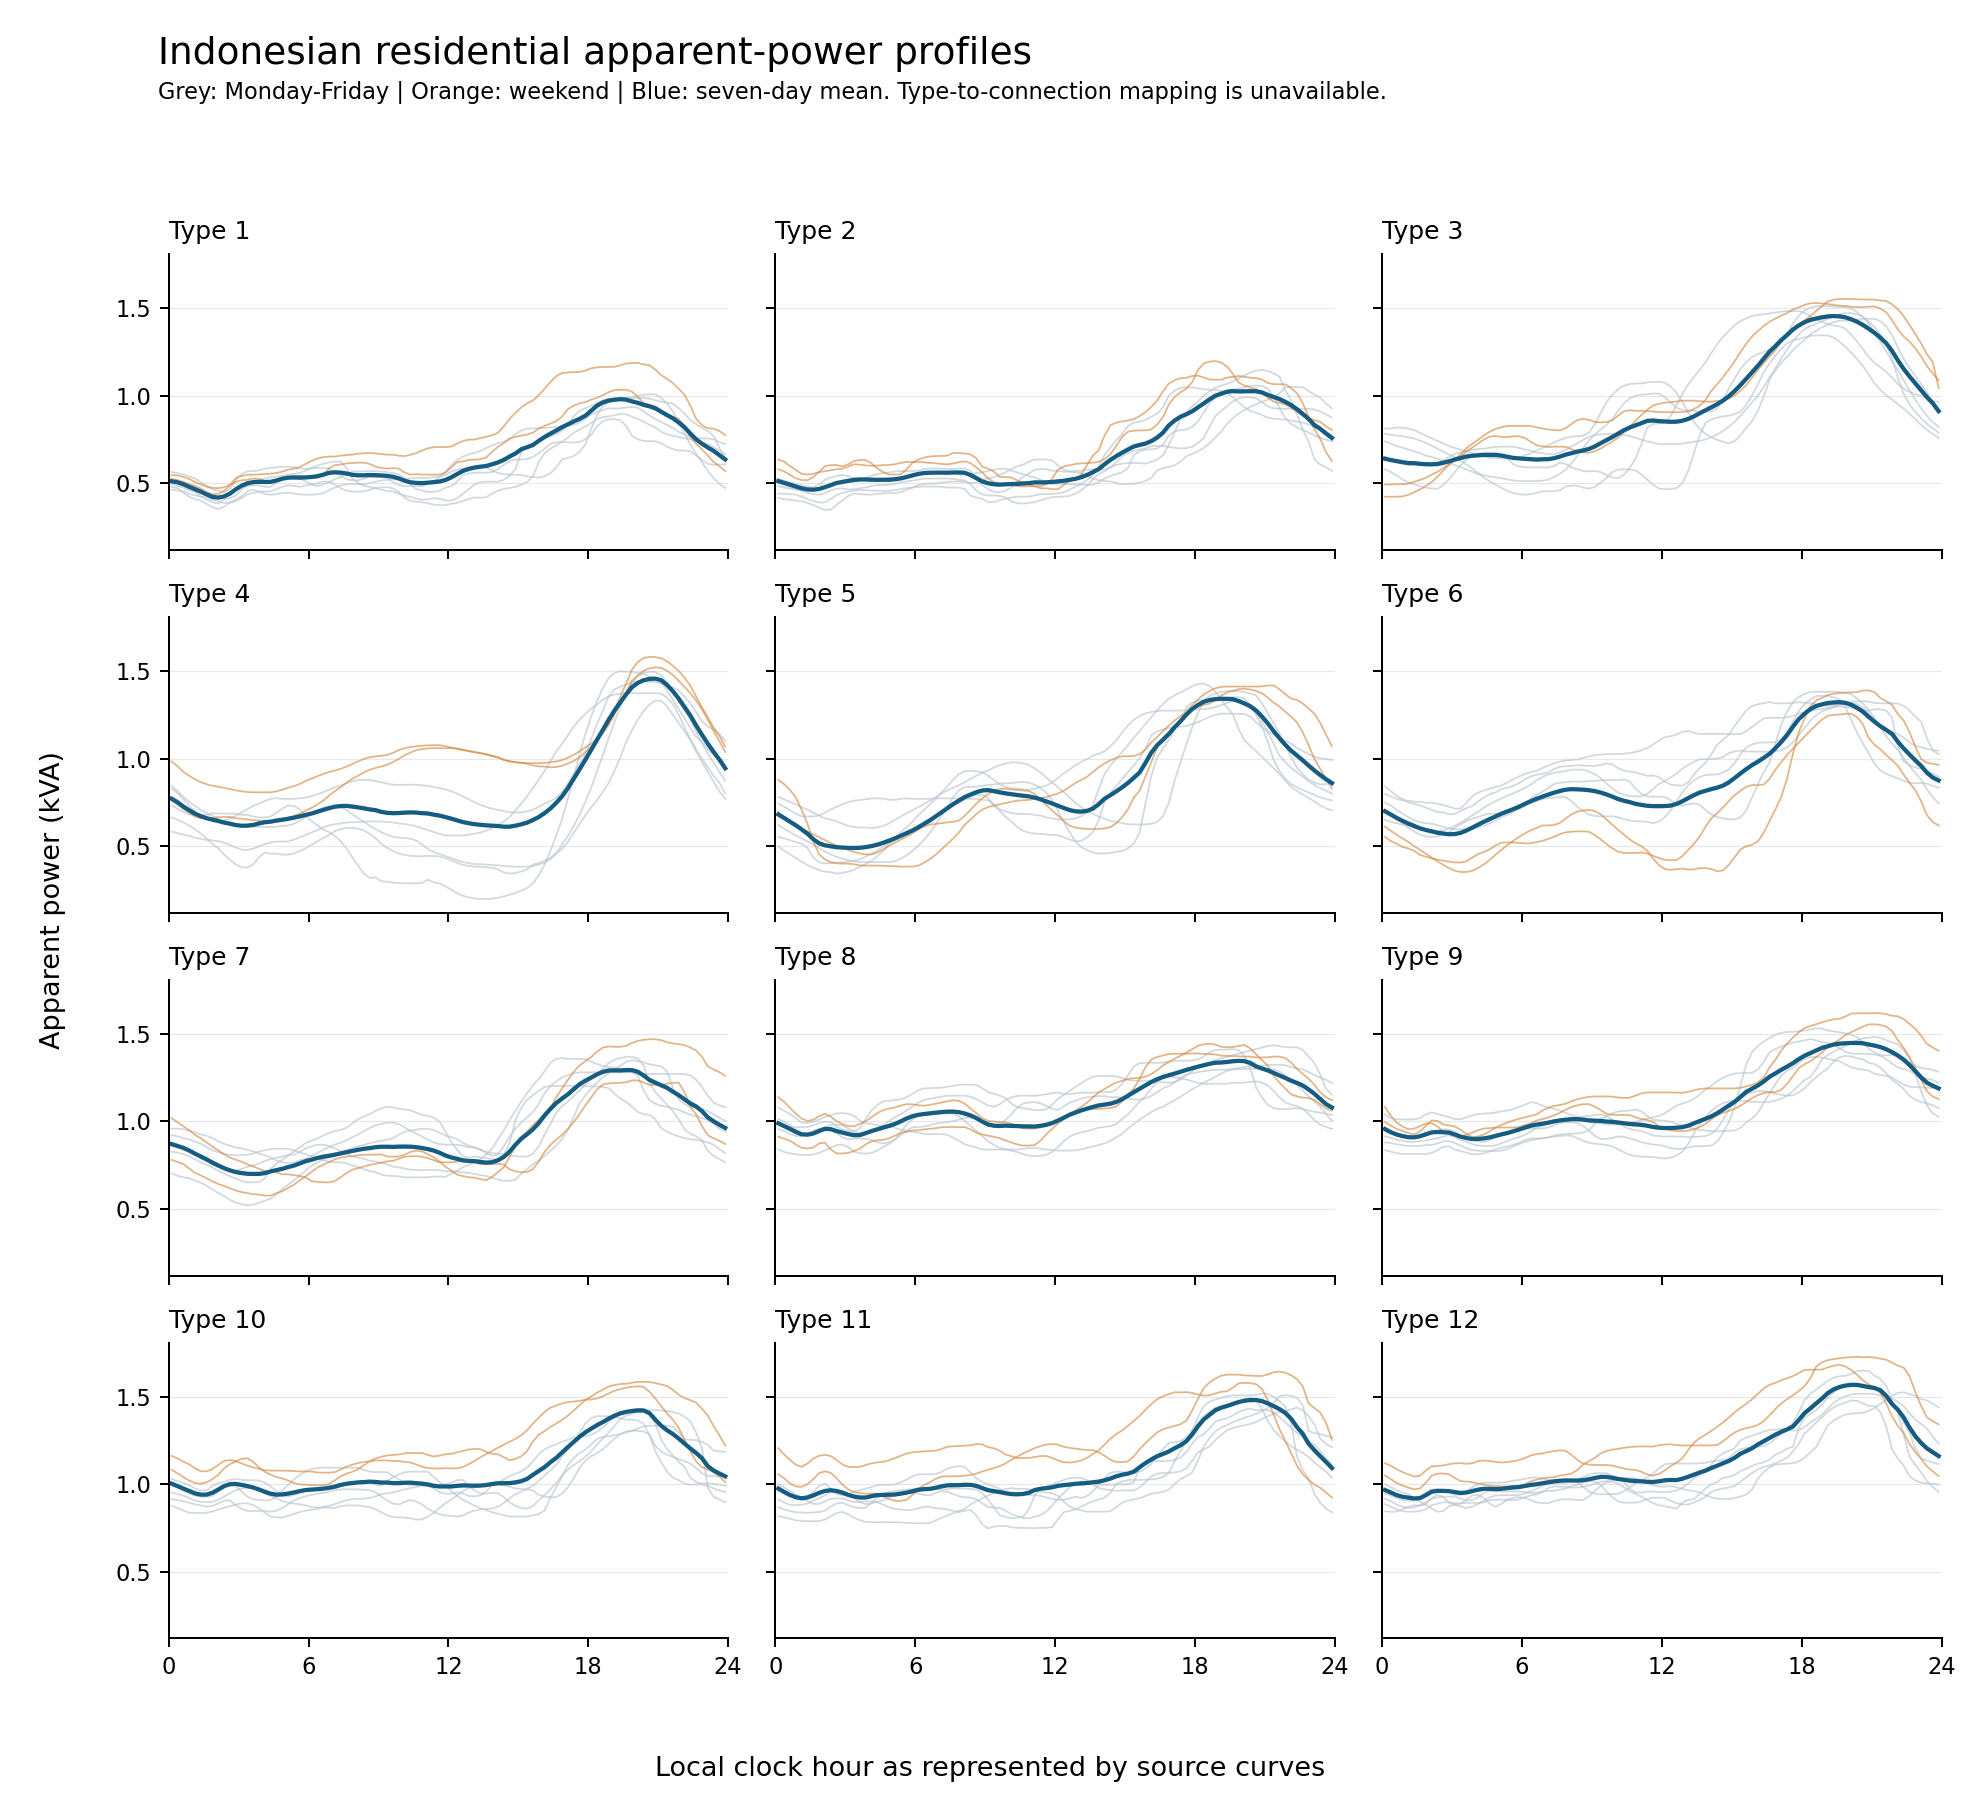 Indonesian residential apparent-power profiles
Grey: Monday-Friday | Orange: weekend | Blue: seven-day mean. Type-to-connection mapping is unavailable.
Type 1
Type 2
Type 3
1.5
1.0
0.5
Type 4
Type 5
Type 6
1.5
1.0
0.5
Apparent power (kVA)
Type 7
Type 8
Type 9
1.5
1.0
0.5
Type 10
Type 11
Type 12
1.5
1.0
0.5
0 6 12 18 24 0 6 12 18 24 0 6 12 18 24
Local clock hour as represented by source curves